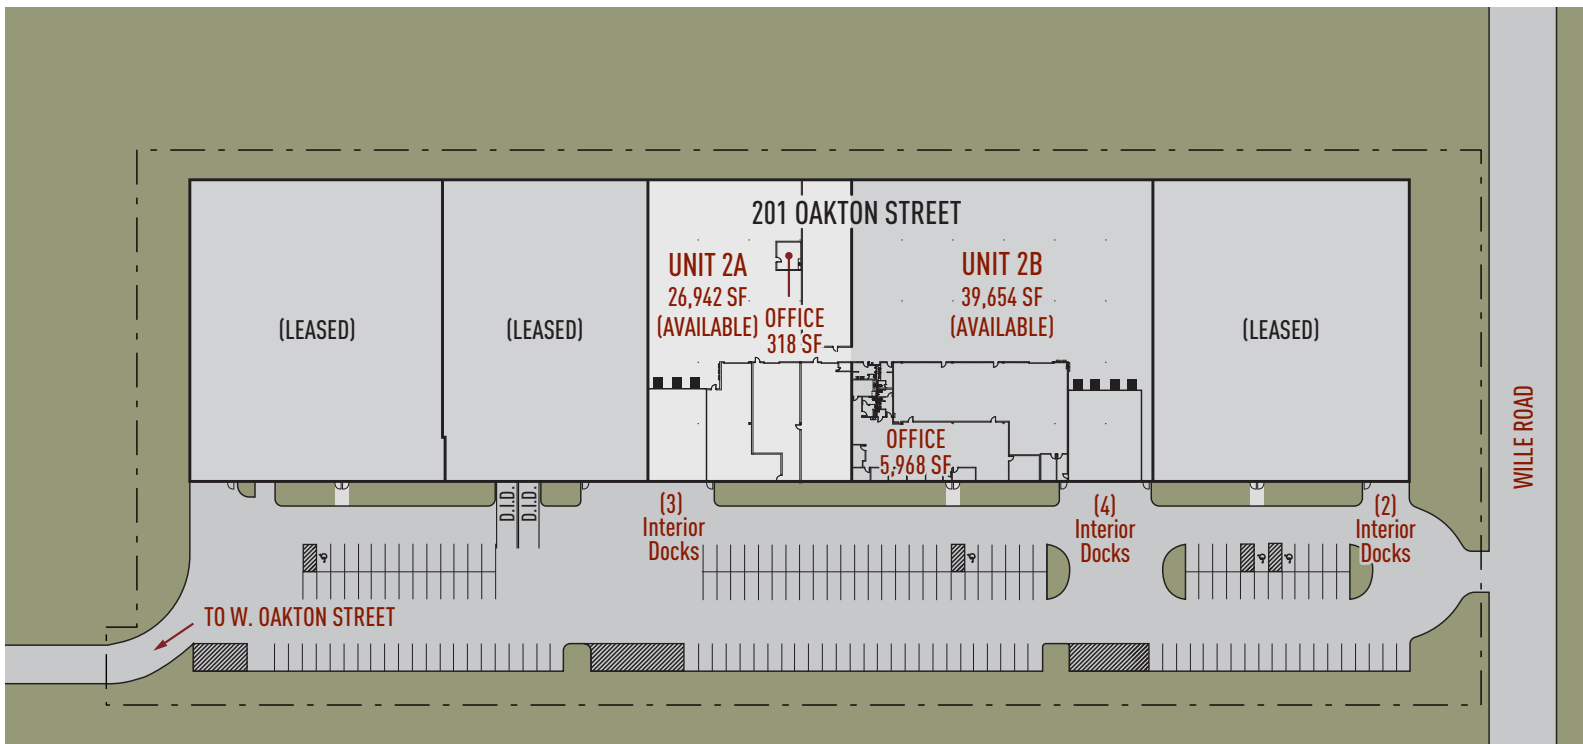 201 OAKTON STREET
UNIT 2A
26,942 SF
(AVAILABLE)
OFFICE
318 SF
UNIT 2B
39,654 SF
(AVAILABLE)
(LEASED)
(LEASED)
(LEASED)
OFFICE
5,968 SF
WILLE ROAD
D.I.D.
D.I.D.
(3)
Interior
Docks
(4)
Interior
Docks
(2)
Interior
Docks
TO W. OAKTON STREET